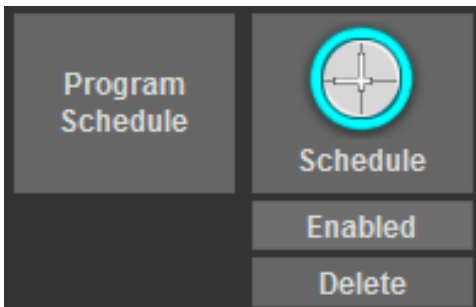 Program
Schedule
Schedule
Enabled
Delete